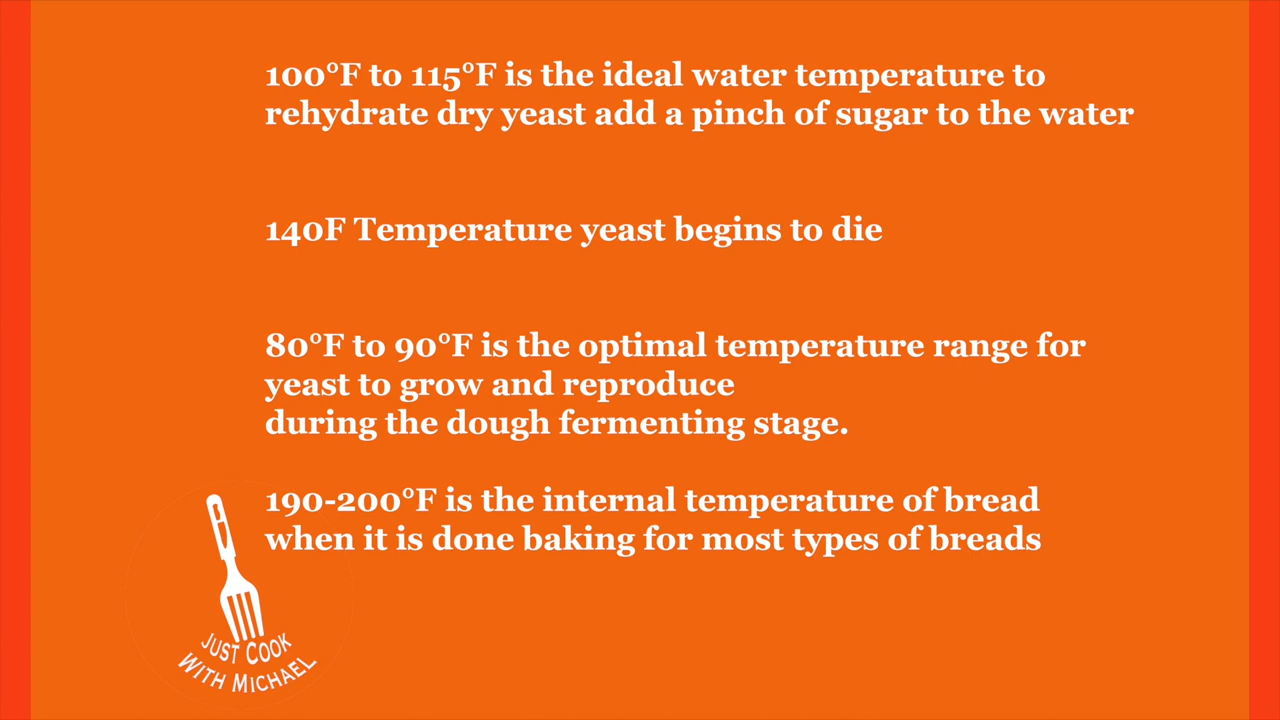 100°F to 115°F is the ideal water temperature to
rehydrate dry yeast add a pinch of sugar to the water
140F Temperature yeast begins to die
80°F to 90°F is the optimal temperature range for
yeast to grow and reproduce
during the dough fermenting stage.
190-200°F is the internal temperature of bread
when it is done baking for most types of breads
JUST COOK
WITH MICHAEL